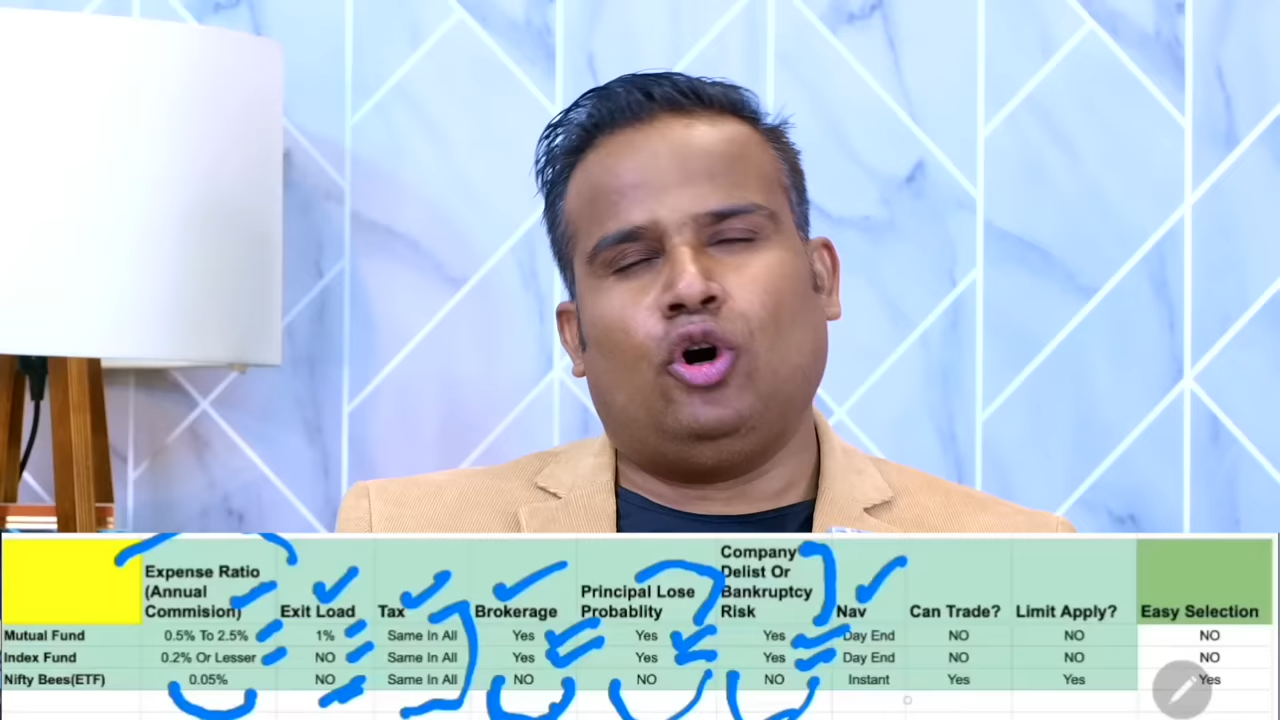 Expense Ratio (Annual Commision) Exit Load Tax Brokerage Principal Lose Probablity Company Delist Or Bankruptcy Risk Nav Can Trade? Limit Apply? Easy Selection
Mutual Fund 0.5% To 2.5% 1% Same In All Yes Yes Yes Day End NO NO NO
Index Fund 0.2% Or Lesser NO Same In All Yes Yes Yes Day End NO NO NO
Nifty Bees(ETF) 0.05% NO Same In All NO NO NO Instant Yes Yes Yes